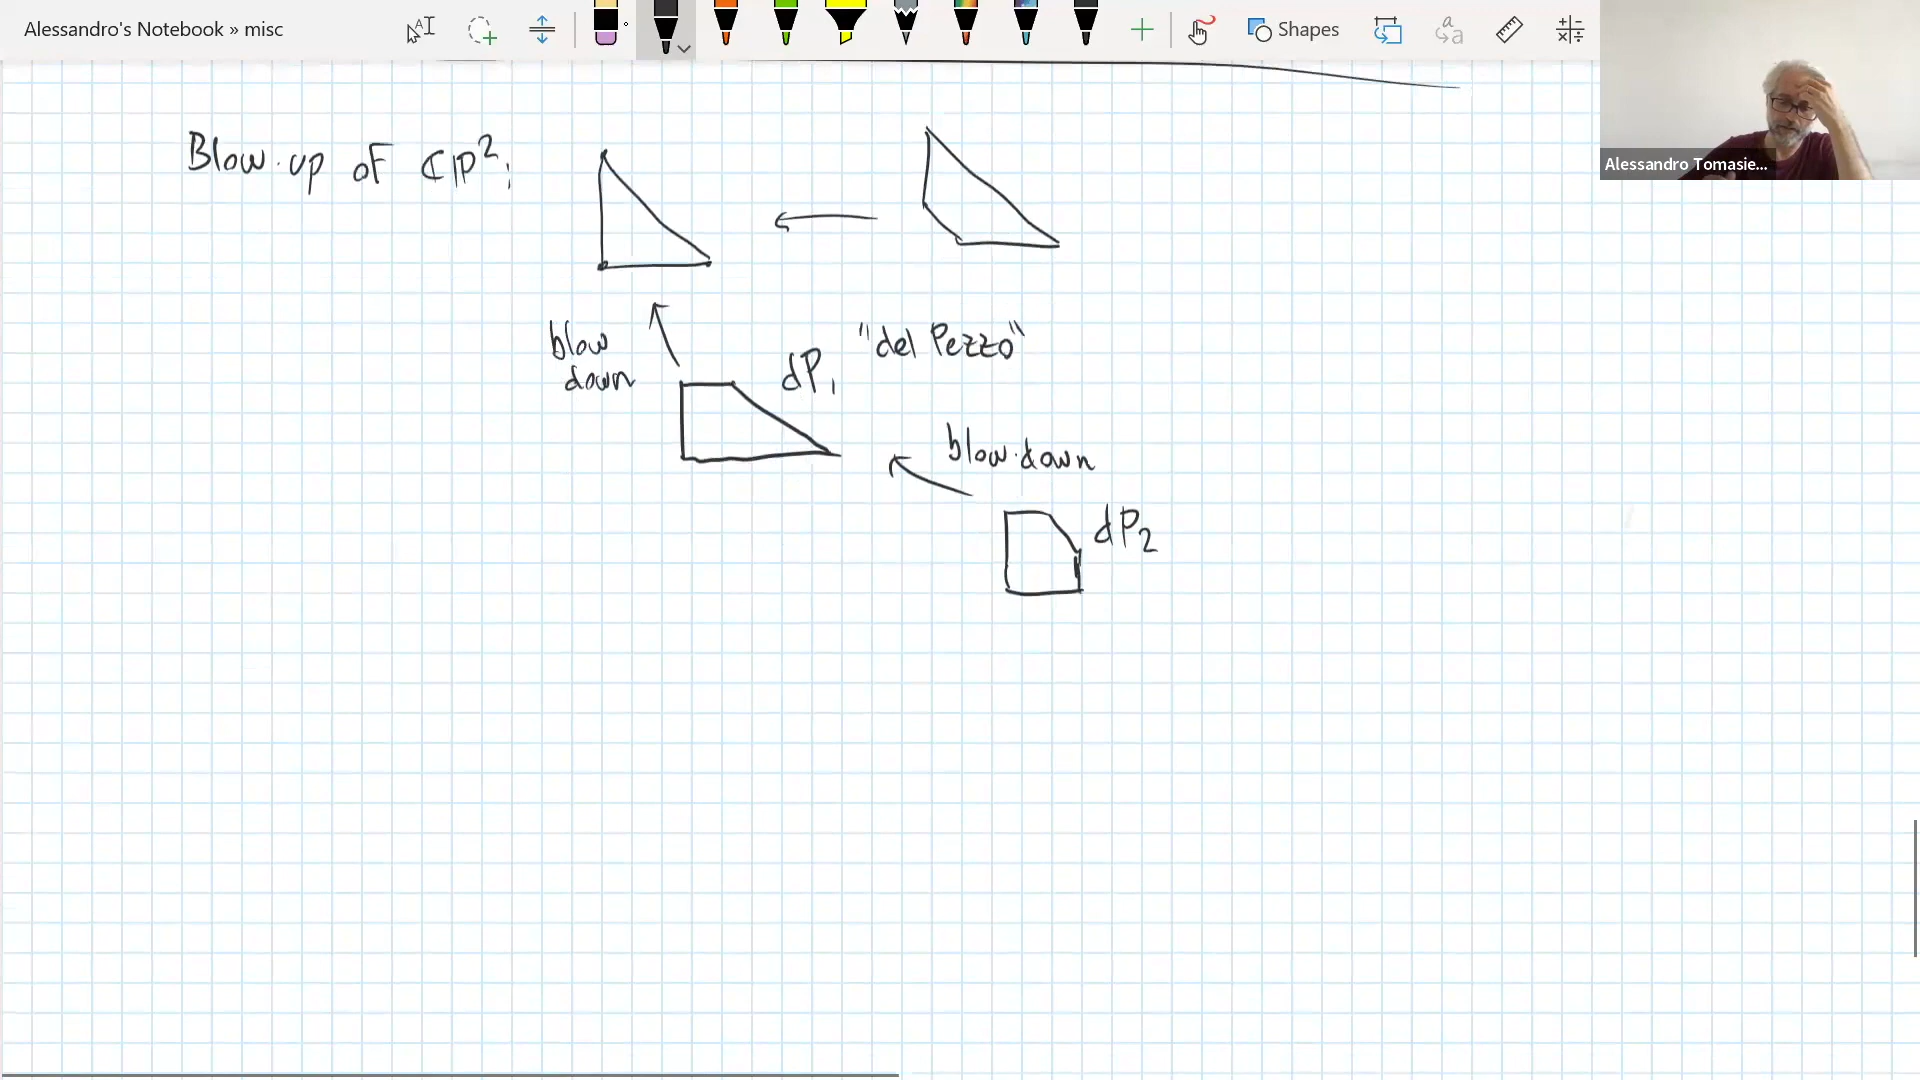 Alessandro's Notebook » misc
Shapes
Alessandro Tomasie...
Blow-up of ℂℙ²:
blow
down
dP₁
"del Pezzo"
blow-down
dP₂